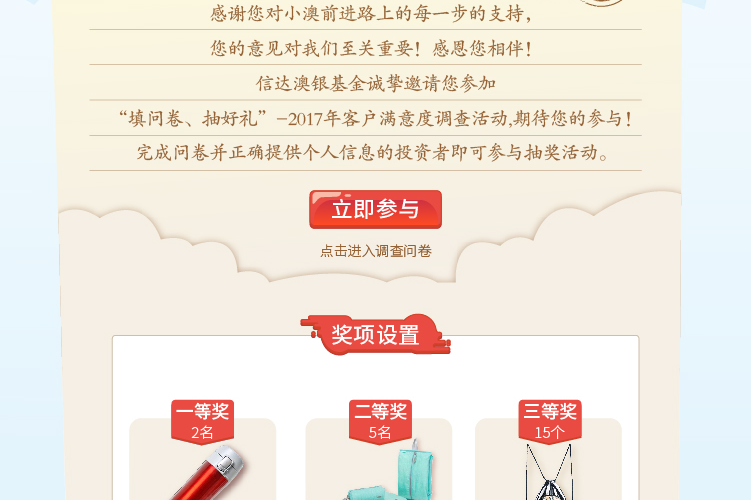 感谢您对小澳前进路上的每一步的支持，
您的意见对我们至关重要！感恩您相伴！
信达澳银基金诚挚邀请您参加
“填问卷、抽好礼”-2017年客户满意度调查活动,期待您的参与！
完成问卷并正确提供个人信息的投资者即可参与抽奖活动。
立即参与
点击进入调查问卷
奖项设置
一等奖
2名
二等奖
5名
三等奖
15个